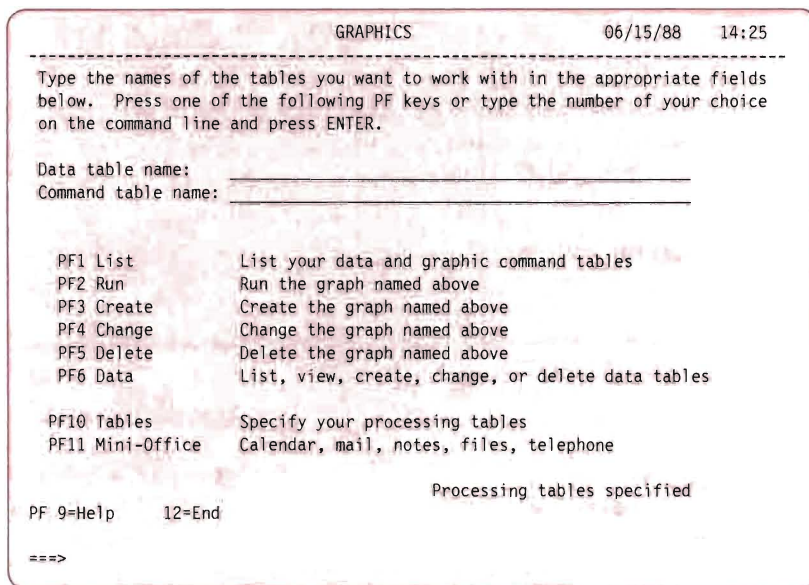 GRAPHICS 06/15/88 14:25
Type the names of the tables you want to work with in the appropriate fields
below. Press one of the following PF keys or type the number of your choice
on the command line and press ENTER.
Data table name:
Command table name:
PF1 List List your data and graphic command tables
PF2 Run Run the graph named above
PF3 Create Create the graph named above
PF4 Change Change the graph named above
PF5 Delete Delete the graph named above
PF6 Data List, view, create, change, or delete data tables
PF10 Tables Specify your processing tables
PF11 Mini-Office Calendar, mail, notes, files, telephone
Processing tables specified
PF 9=Help 12=End
===>